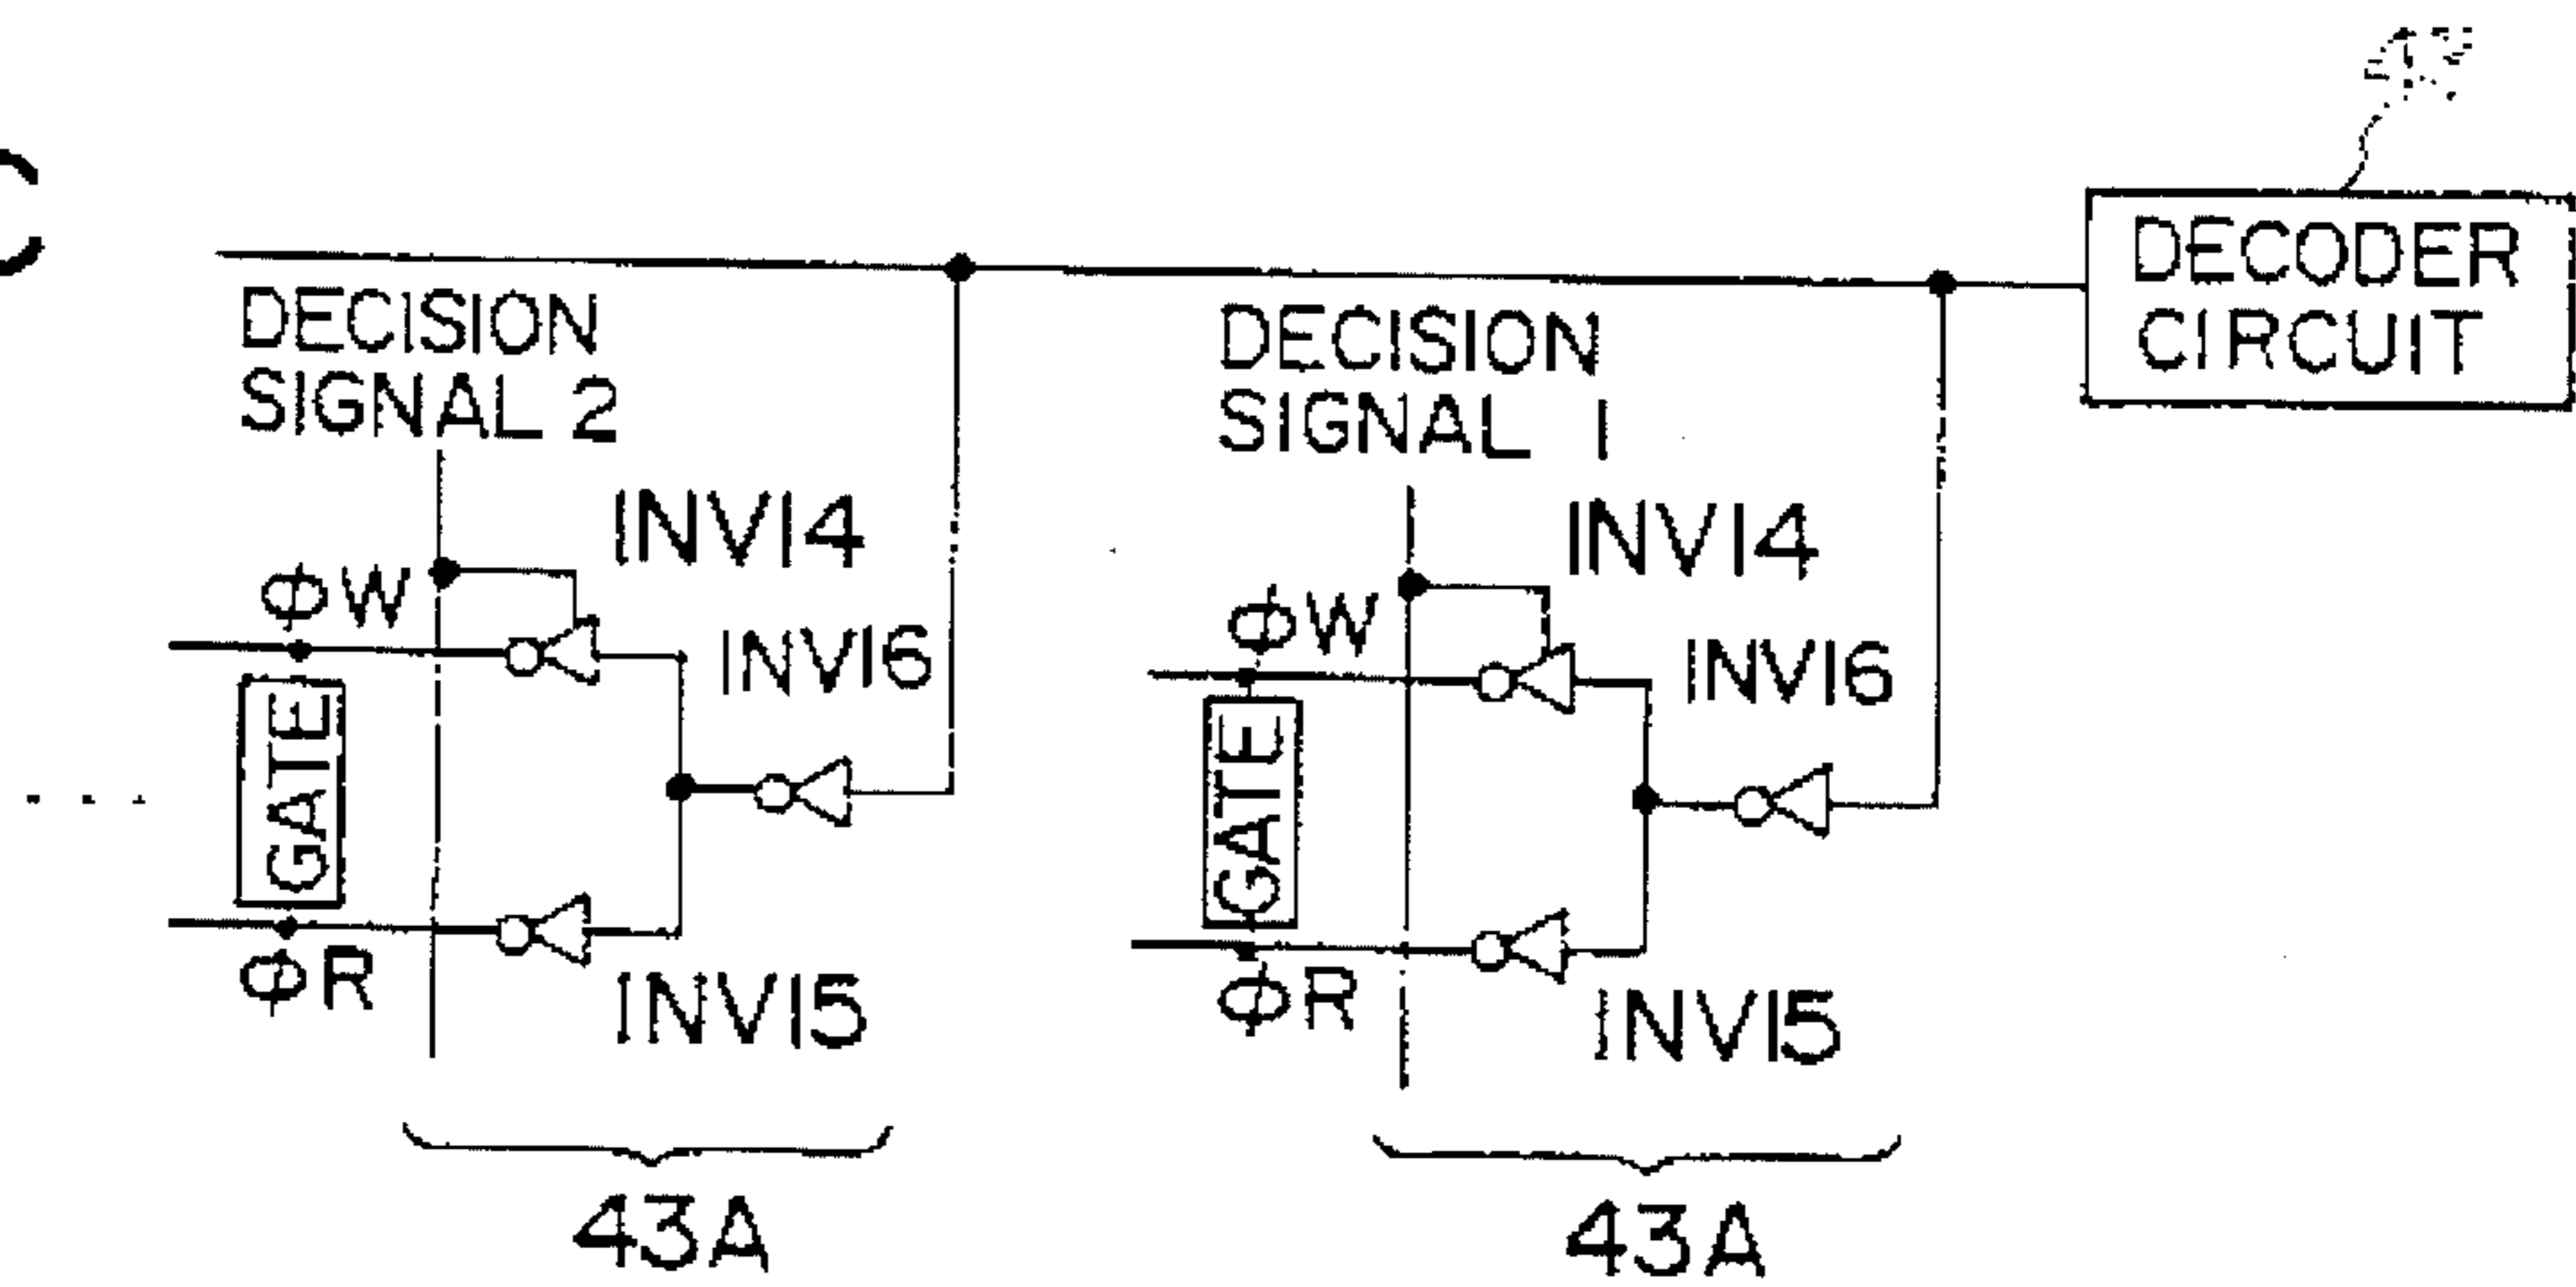 DECODER
CIRCUIT
DECISION
SIGNAL 2
DECISION
SIGNAL 1
INV14
INV14
ΦW
ΦW
INV16
INV16
GATE
GATE
ΦR
ΦR
INV15
INV15
43A
43A